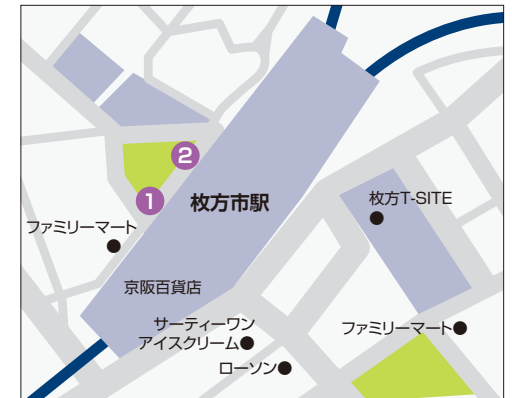 2
1
枚方市駅
枚方T-SITE
ファミリーマート
京阪百貨店
サーティーワン
アイスクリーム
ファミリーマート
ローソン